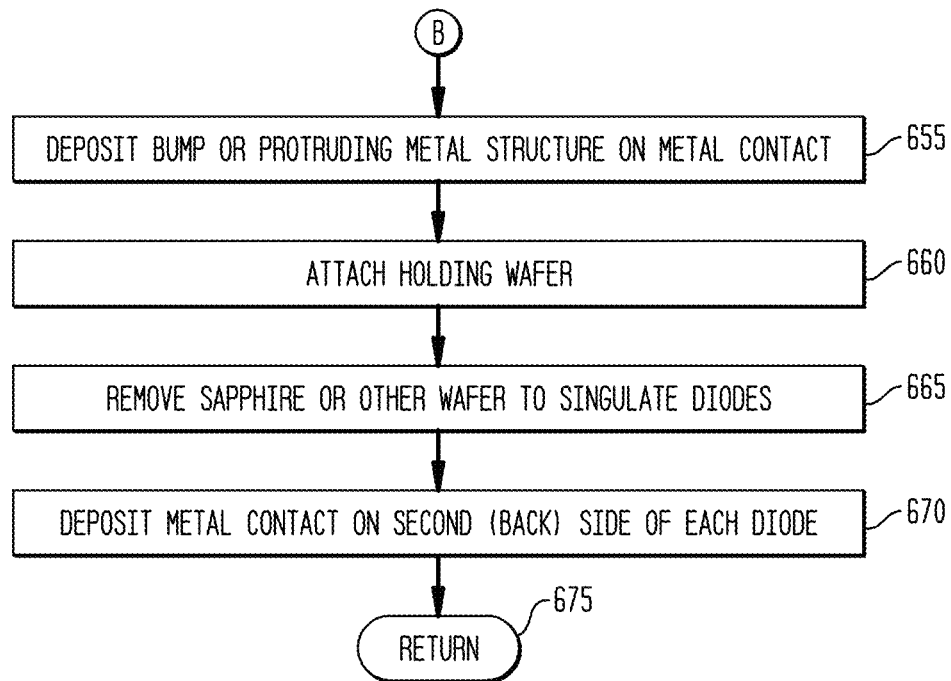 B
DEPOSIT BUMP OR PROTRUDING METAL STRUCTURE ON METAL CONTACT
655
ATTACH HOLDING WAFER
660
REMOVE SAPPHIRE OR OTHER WAFER TO SINGULATE DIODES
665
DEPOSIT METAL CONTACT ON SECOND (BACK) SIDE OF EACH DIODE
670
675
RETURN